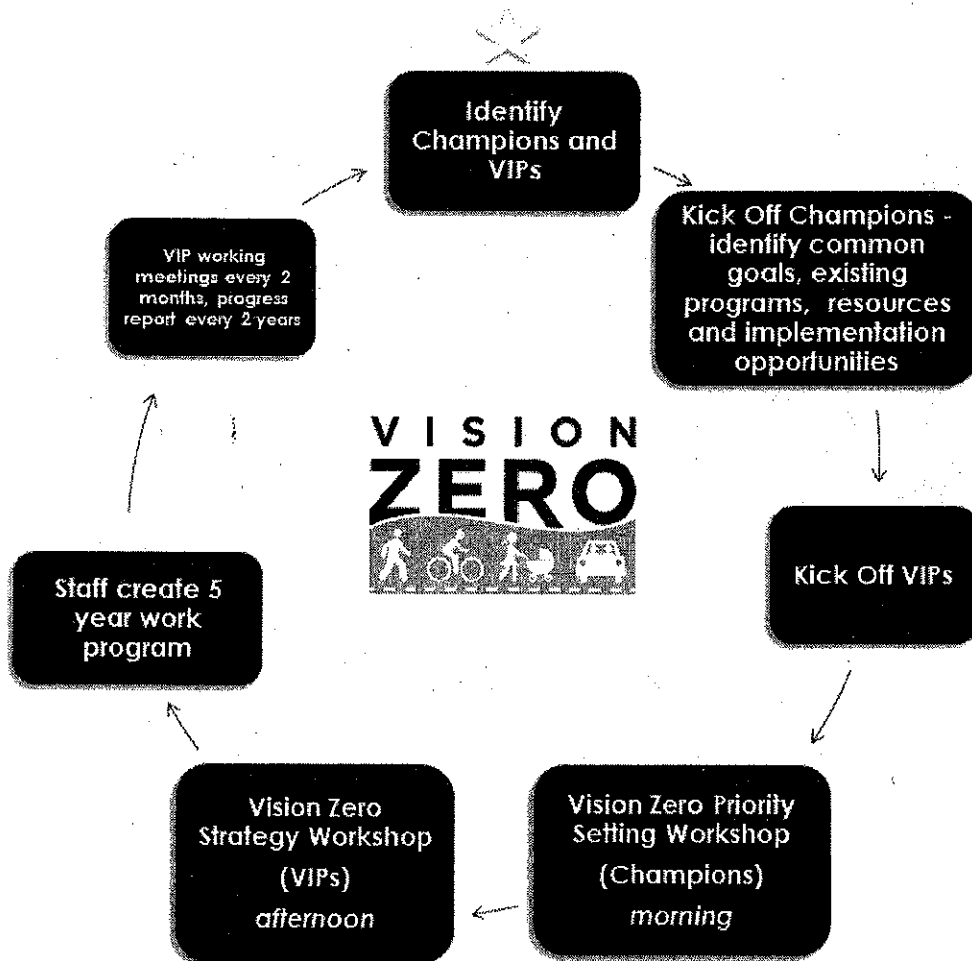 Identify
Champions and
VIPs
Kick Off Champions -
identify common
goals, existing
programs, resources
and implementation
opportunities
Kick Off VIPs
Vision Zero Priority
Setting Workshop
(Champions)
morning
Vision Zero
Strategy Workshop
(VIPs)
afternoon
Staff create 5
year work
program
VIP working
meetings every 2
months, progress
report every 2 years
VISION
ZERO